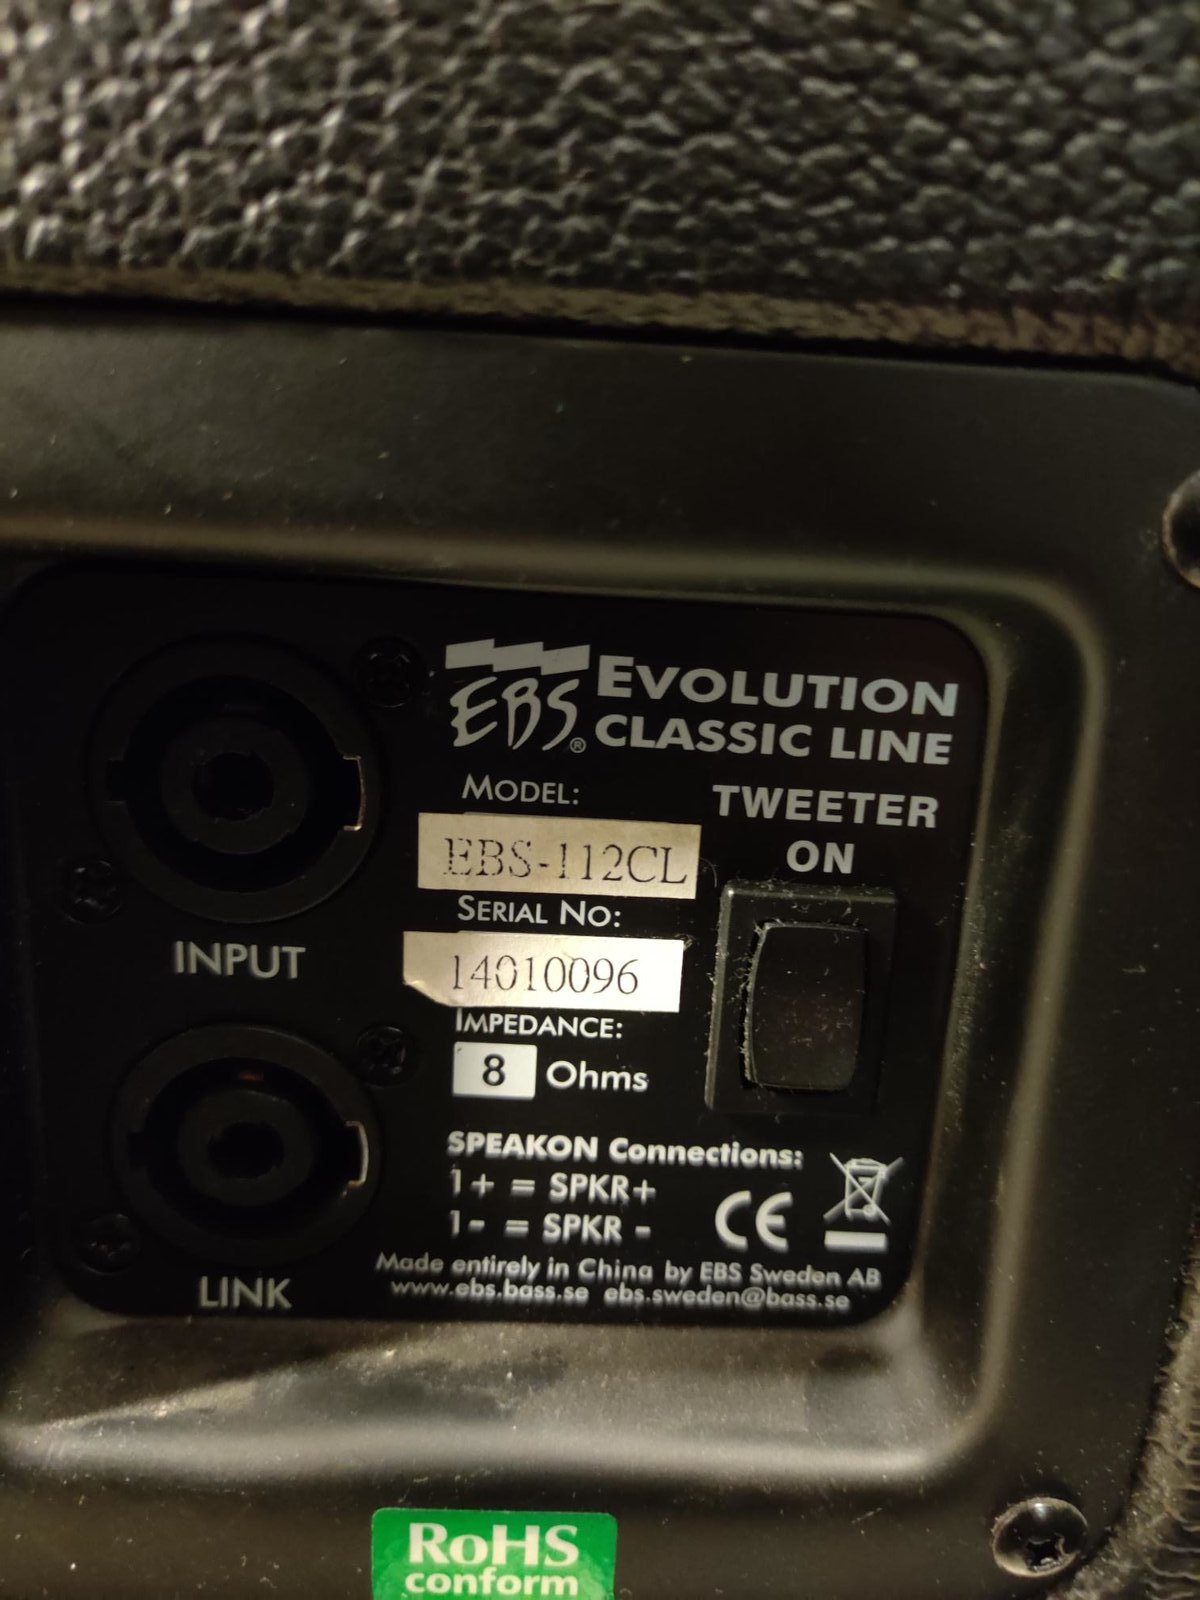 EBS® EVOLUTION
CLASSIC LINE
MODEL:
EBS-112CL
TWEETER
ON
SERIAL NO:
14010096
IMPEDANCE:
8 Ohms
INPUT
LINK
SPEAKON Connections:
1+ = SPKR+
1- = SPKR -
CE
Made entirely in China by EBS Sweden AB
www.ebs.bass.se ebs.sweden@bass.se
RoHS
conform